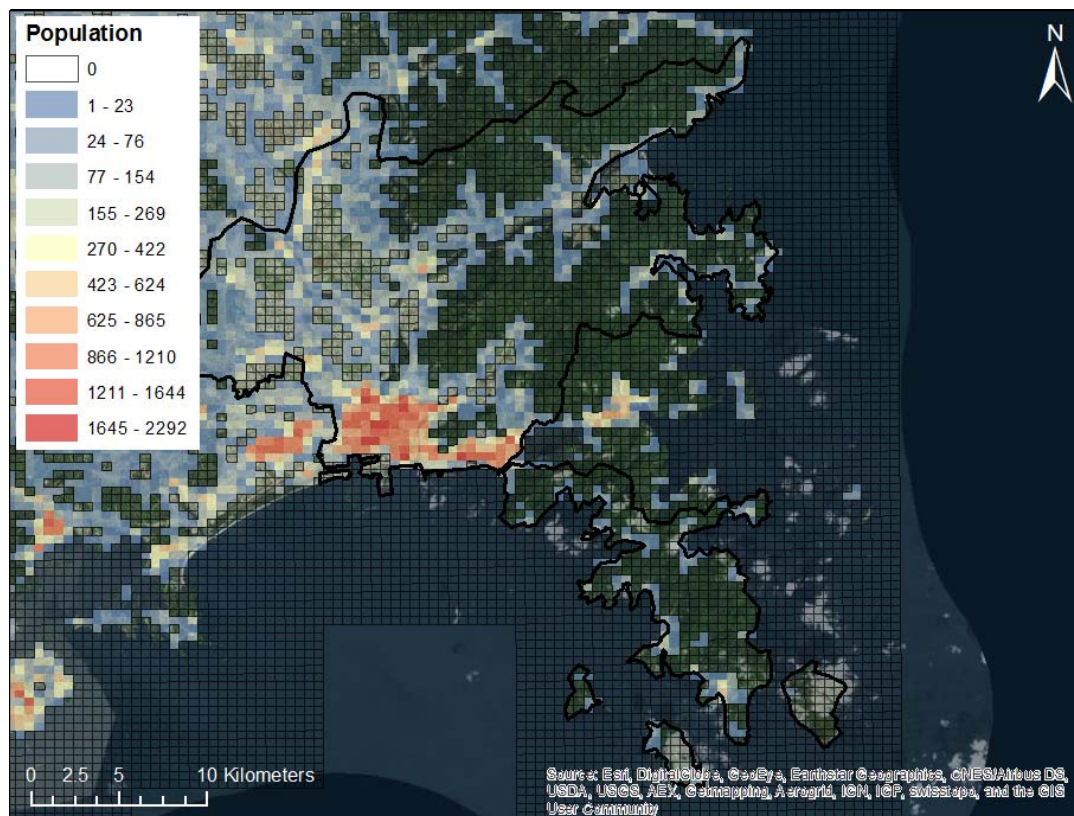 Population
0
1 - 23
24 - 76
77 - 154
155 - 269
270 - 422
423 - 624
625 - 865
866 - 1210
1211 - 1644
1645 - 2292
N
0 2.5 5 10 Kilometers
Source: Esri, DigitalGlobe, GeoEye, Earthstar Geographics, CNES/Airbus DS,
USDA, USGS, AEX, Getmapping, Aerogrid, IGN, IGP, swisstopo, and the GIS
User Community